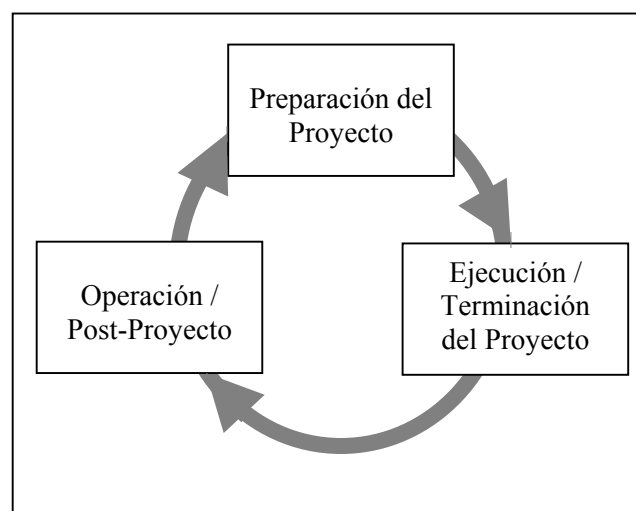 Preparación del
Proyecto
Ejecución /
Terminación
del Proyecto
Operación /
Post-Proyecto